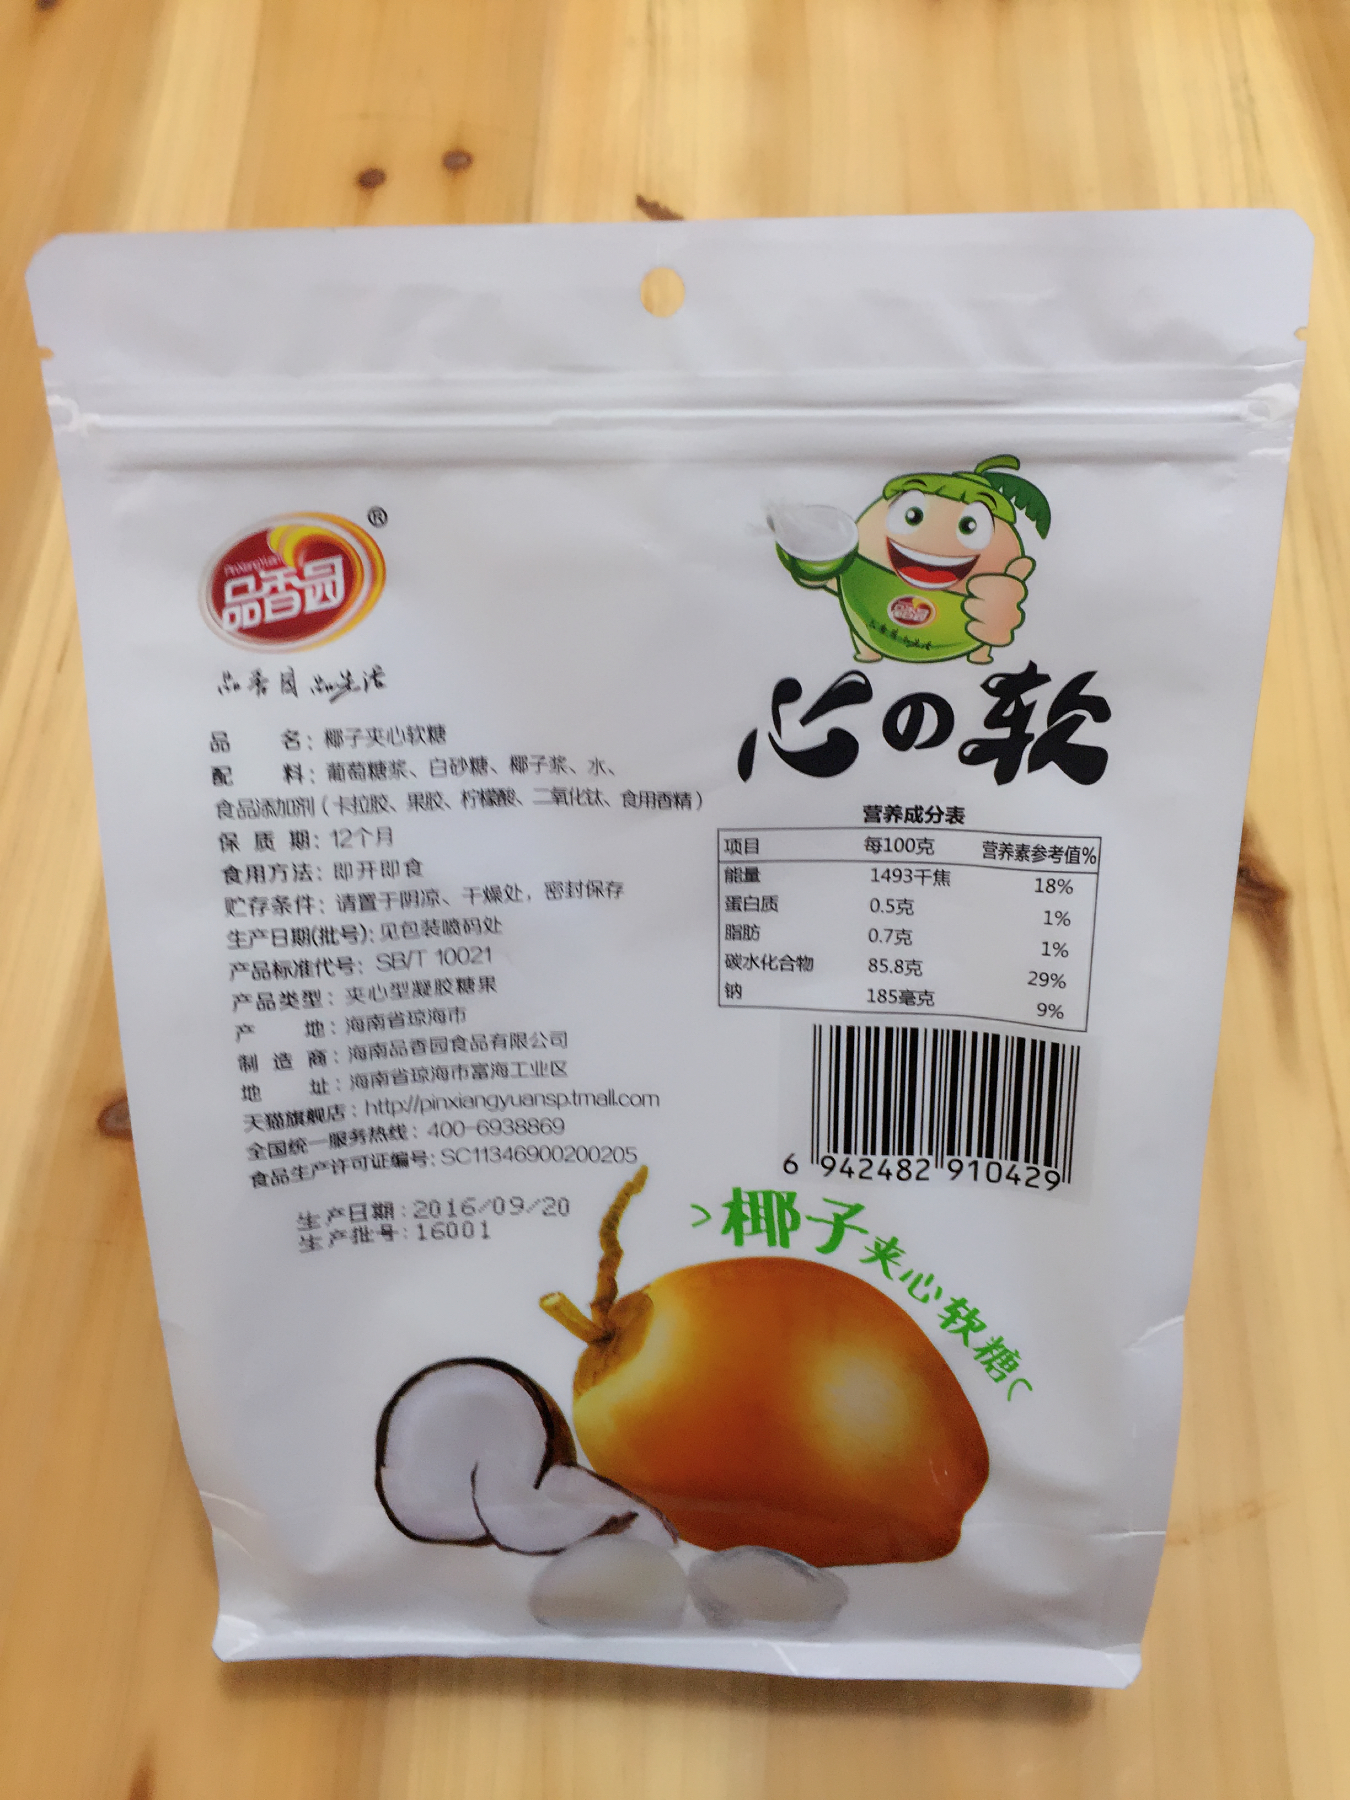 ®
PinXiangYuan
品香园
品香园 品生活
品名：椰子夹心软糖
配料：葡萄糖浆、白砂糖、椰子浆、水、
食品添加剂（卡拉胶、果胶、柠檬酸、二氧化钛、食用香精）
保质期：12个月
食用方法：即开即食
贮存条件：请置于阴凉、干燥处，密封保存
生产日期(批号)：见包装喷码处
产品标准代号：SB/T 10021
产品类型：夹心型凝胶糖果
产地：海南省琼海市
制造商：海南品香园食品有限公司
地址：海南省琼海市富海工业区
天猫旗舰店：http://pinxiangyuansp.tmall.com
全国统一服务热线：400-6938869
食品生产许可证编号：SC11346900200205
生产日期：2016/09/20
生产批号：16001
品香园
品香园 品生活
心の软
营养成分表
项目 每100克 营养素参考值%
能量 1493千焦 18%
蛋白质 0.5克 1%
脂肪 0.7克 1%
碳水化合物 85.8克 29%
钠 185毫克 9%
6 942482 910429
椰子夹心软糖